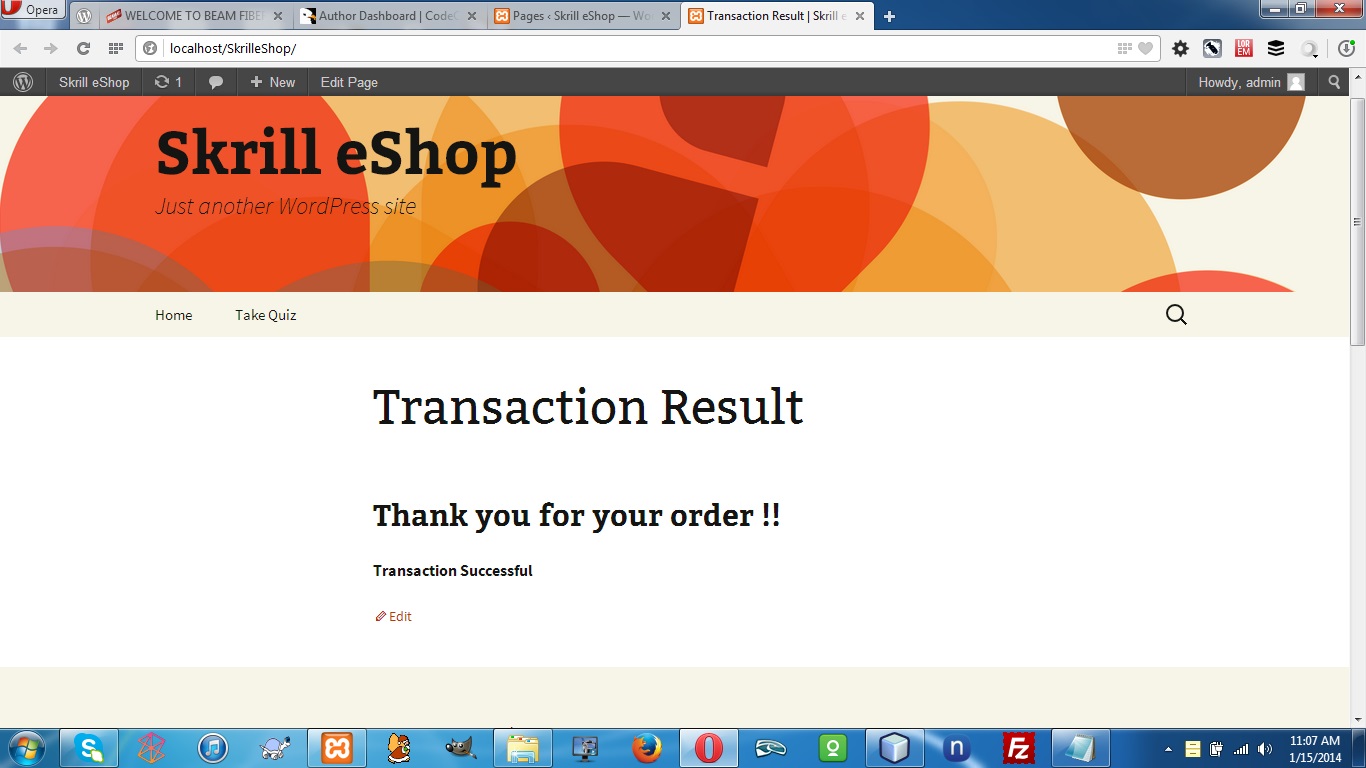 Opera
WELCOME TO BEAM FIBE
Author Dashboard | CodeC
Pages ‹ Skrill eShop — Wo
Transaction Result | Skrill e
localhost/SkrilleShop/
LOR
EM
Skrill eShop
1
New
Edit Page
Howdy, admin
Skrill eShop
Just another WordPress site
Home
Take Quiz
Transaction Result
Thank you for your order !!
Transaction Successful
Edit
11:07 AM
1/15/2014